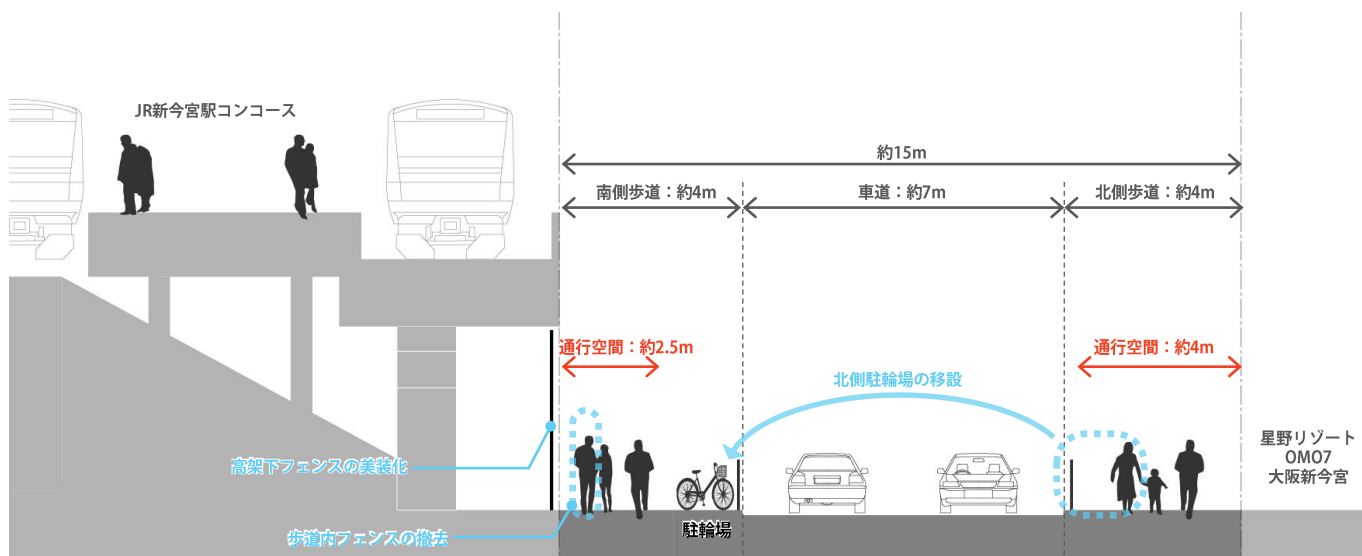 JR新今宮駅コンコース
約15m
南側歩道：約4m
車道：約7m
北側歩道：約4m
通行空間：約2.5m
通行空間：約4m
北側駐輪場の移設
高架下フェンスの美装化
歩道内フェンスの撤去
駐輪場
星野リゾート
OMO7
大阪新今宮